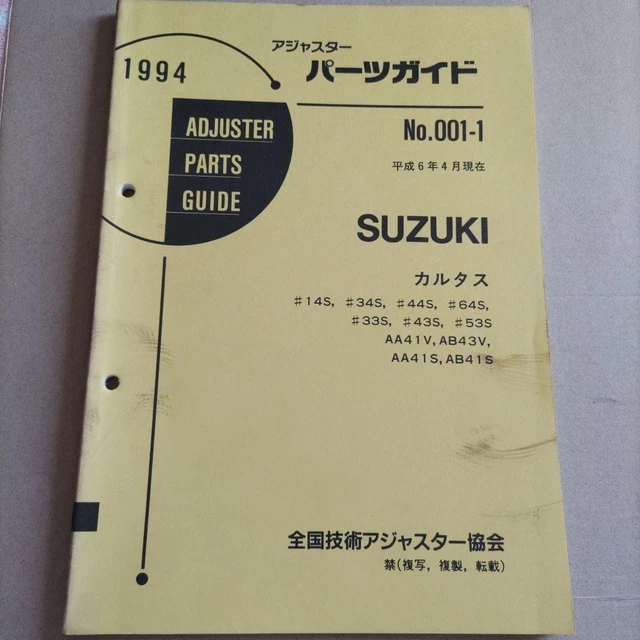 1994
アジャスター
パーツガイド
ADJUSTER
PARTS
GUIDE
No.001-1
平成6年4月現在
SUZUKI
カルタス
♯14S, ♯34S, ♯44S, ♯64S,
♯33S, ♯43S, ♯53S
AA41V, AB43V,
AA41S, AB41S
全国技術アジャスター協会
禁(複写, 複製, 転載)